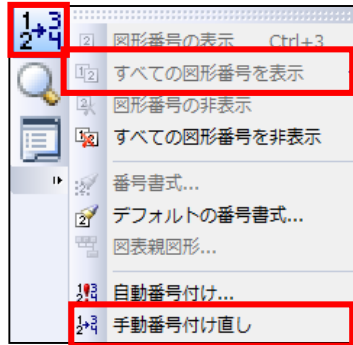 図形番号の表示 Ctrl+3
すべての図形番号を表示
図形番号の非表示
すべての図形番号を非表示
番号書式...
デフォルトの番号書式...
図表親図形...
自動番号付け...
手動番号付け直し